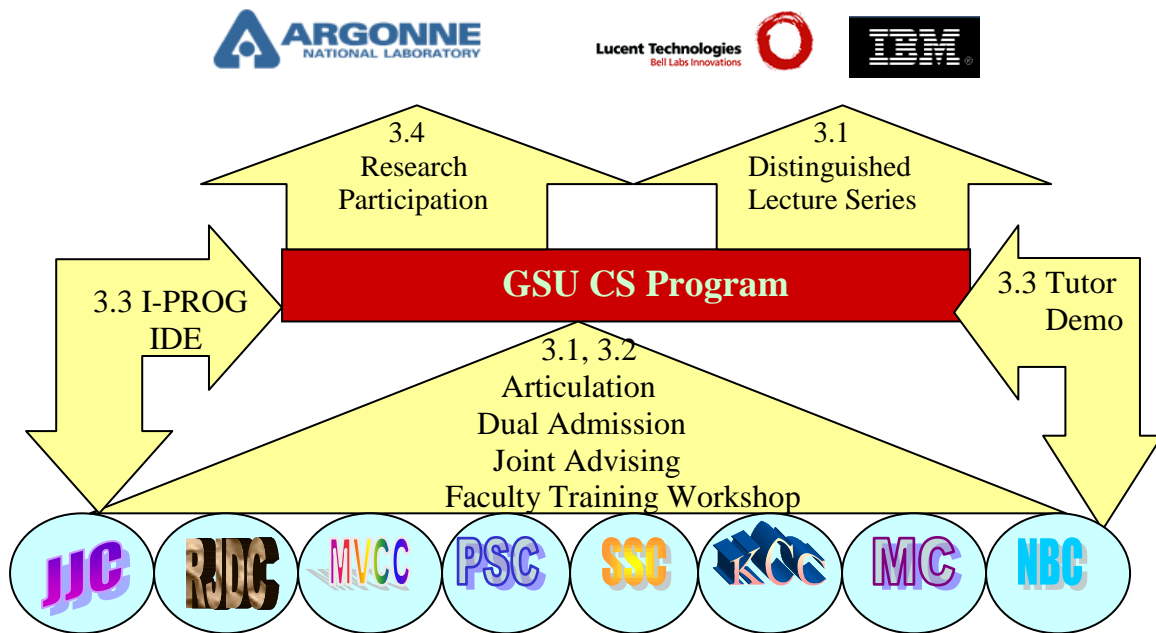 ARGONNE
NATIONAL LABORATORY
Lucent Technologies
Bell Labs Innovations
IBM®
3.4
Research
Participation
3.1
Distinguished
Lecture Series
GSU CS Program
3.3 I-PROG
IDE
3.3 Tutor
Demo
3.1, 3.2
Articulation
Dual Admission
Joint Advising
Faculty Training Workshop
JJC
RJDC
MVCC
PSC
SSC
KCC
MC
NBC